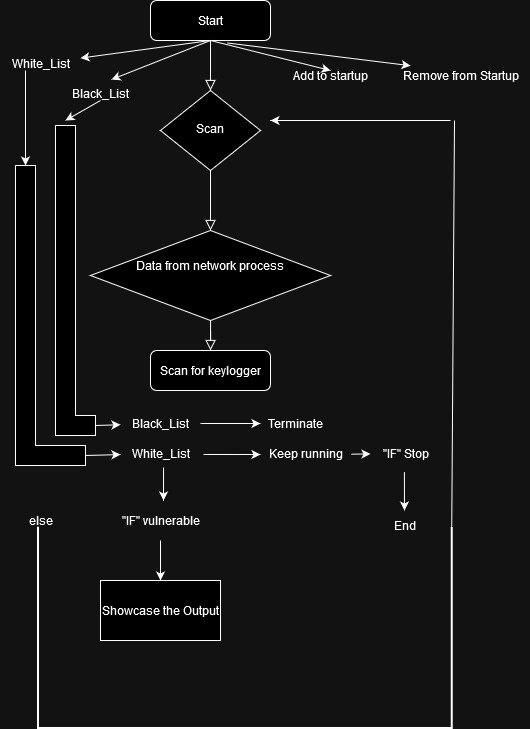 Start
White_List
Add to startup
Remove from Startup
Black_List
Scan
Data from network process
Scan for keylogger
Black_List
Terminate
White_List
Keep running
"IF" Stop
else
"IF" vulnerable
End
Showcase the Output